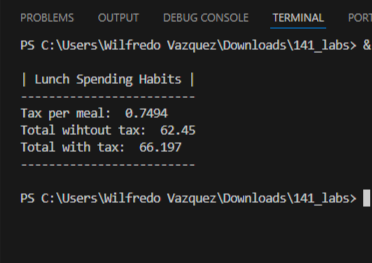 PROBLEMS OUTPUT DEBUG CONSOLE TERMINAL PORT
PS C:\Users\Wilfredo Vazquez\Downloads\141_labs> &
| Lunch Spending Habits |
-------------------------
Tax per meal:  0.7494
Total wihtout tax:  62.45
Total with tax:  66.197
-------------------------
PS C:\Users\Wilfredo Vazquez\Downloads\141_labs>